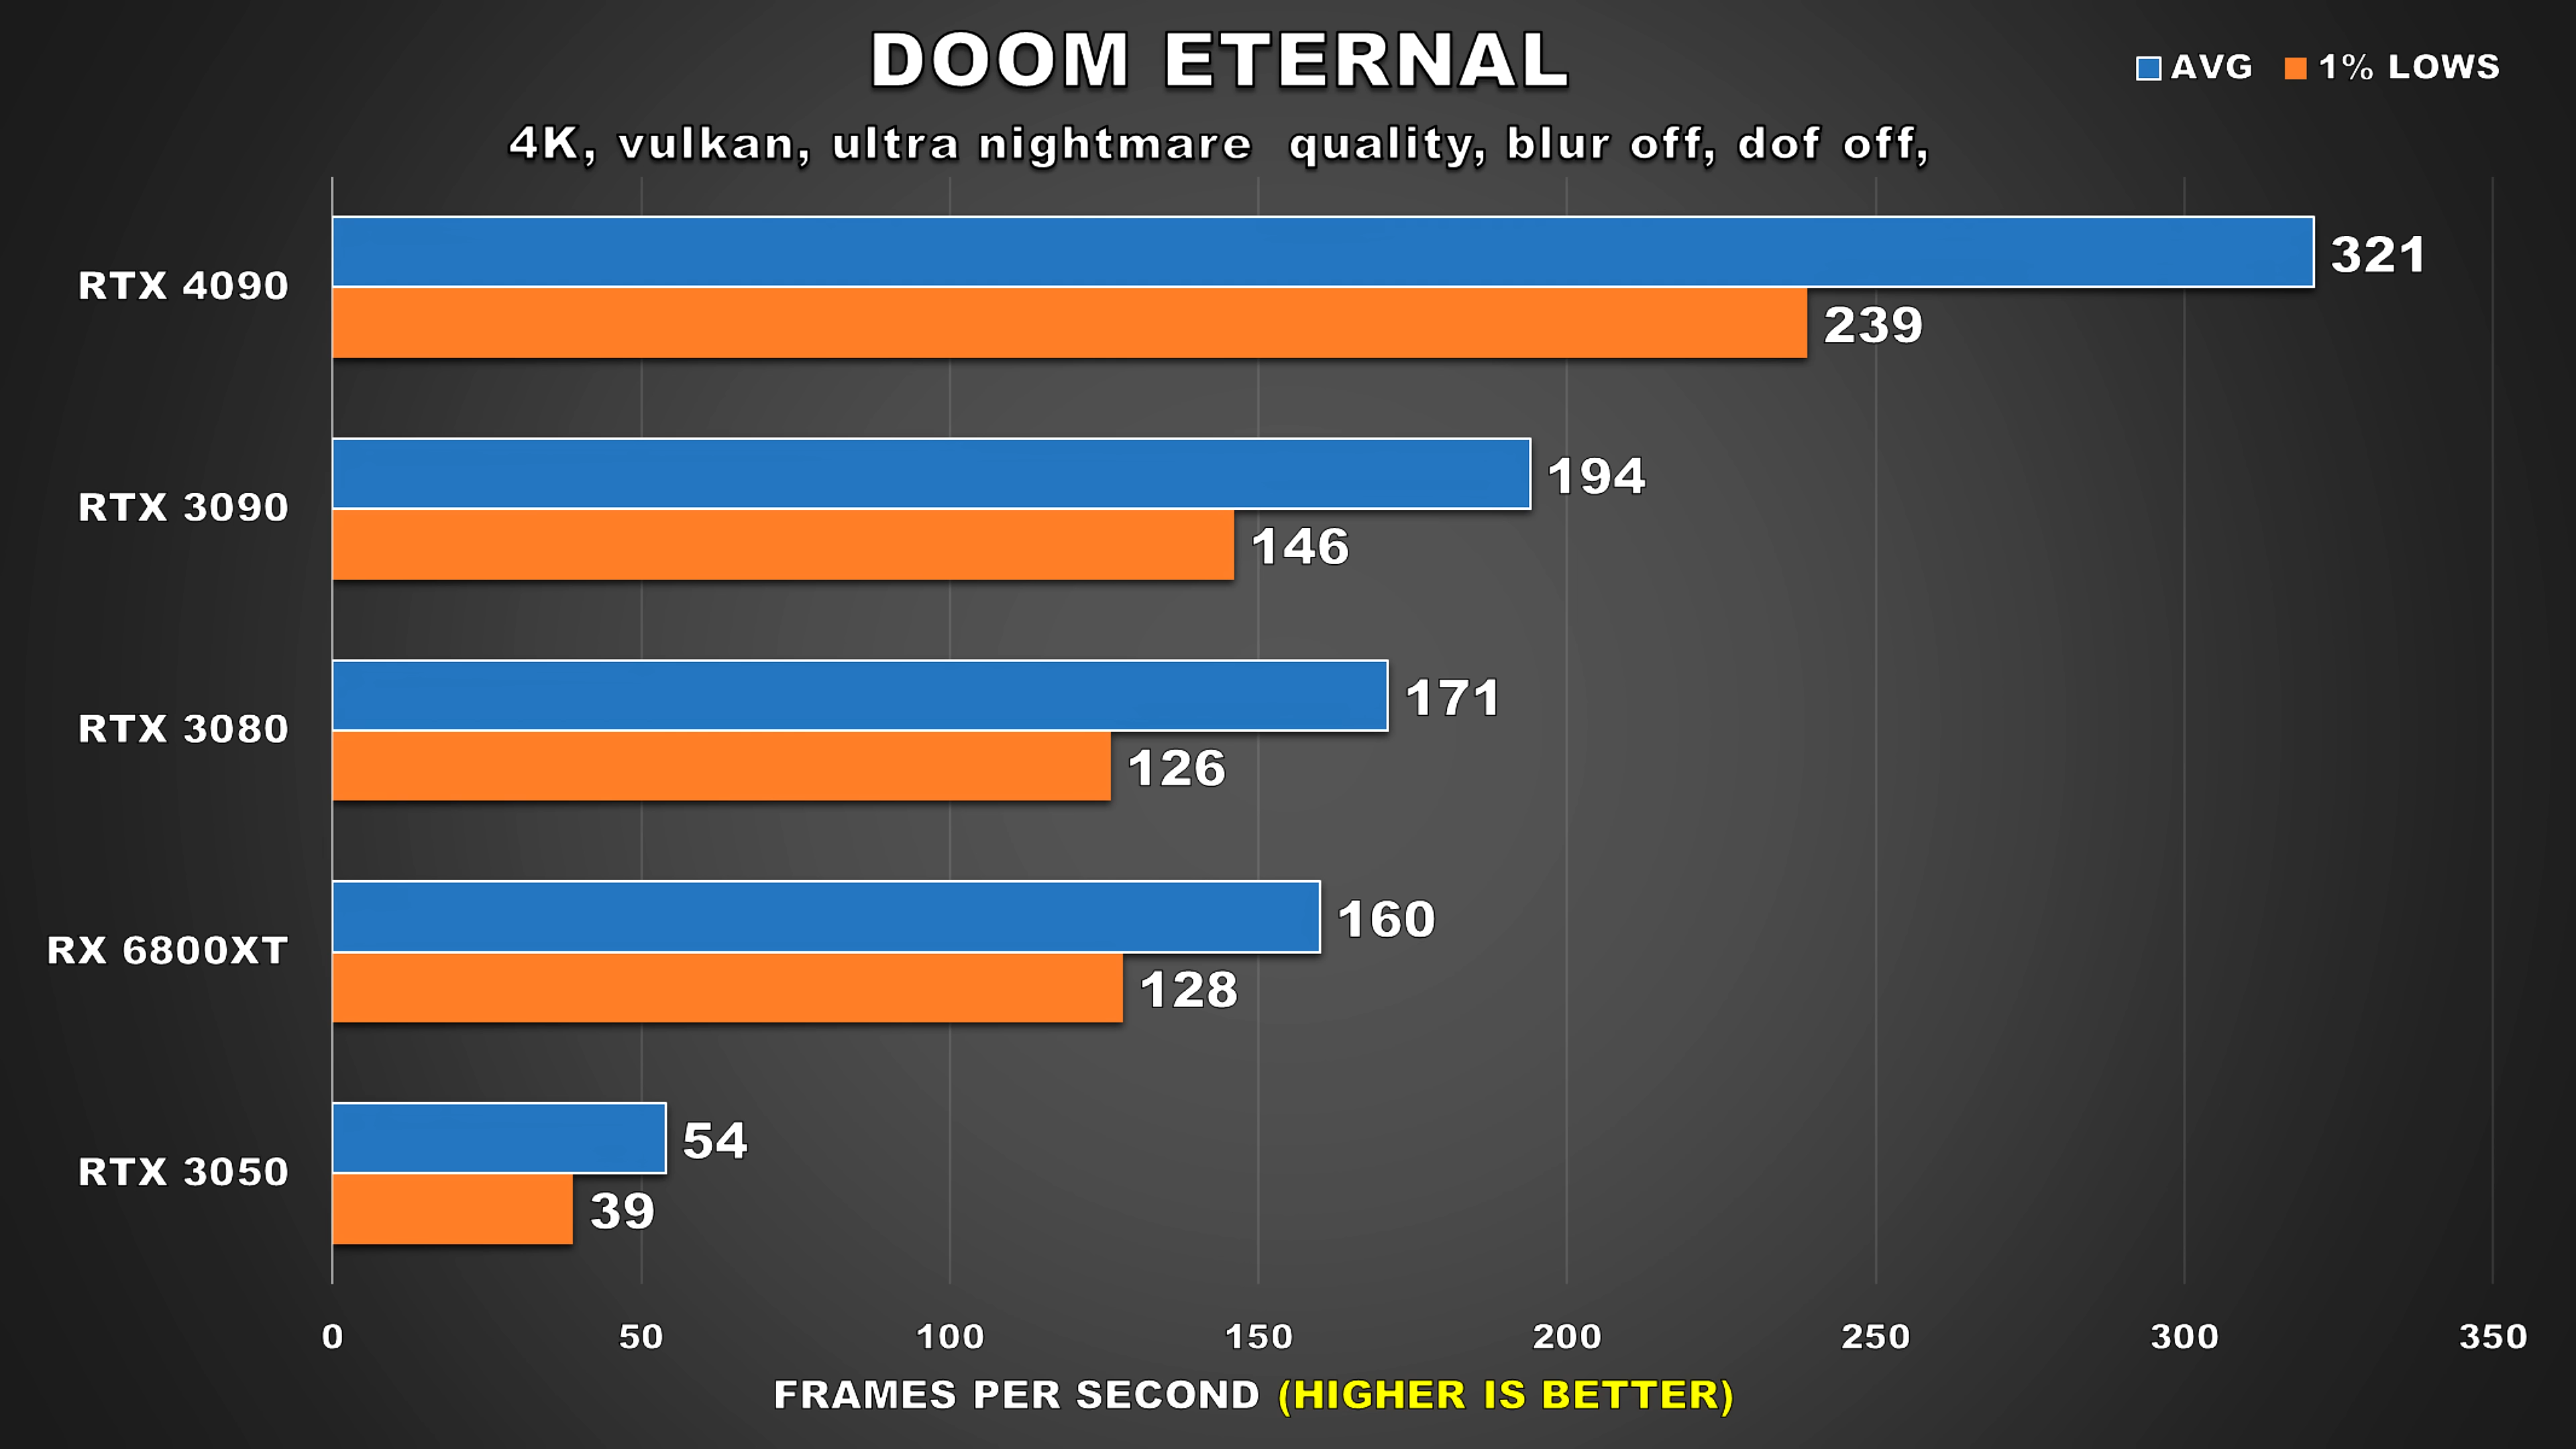 DOOM ETERNAL
AVG 1% LOWS
4K, vulkan, ultra nightmare  quality, blur off, dof off,
RTX 4090
321
239
RTX 3090
194
146
RTX 3080
171
126
RX 6800XT
160
128
RTX 3050
54
39
0 50 100 150 200 250 300 350
FRAMES PER SECOND (HIGHER IS BETTER)